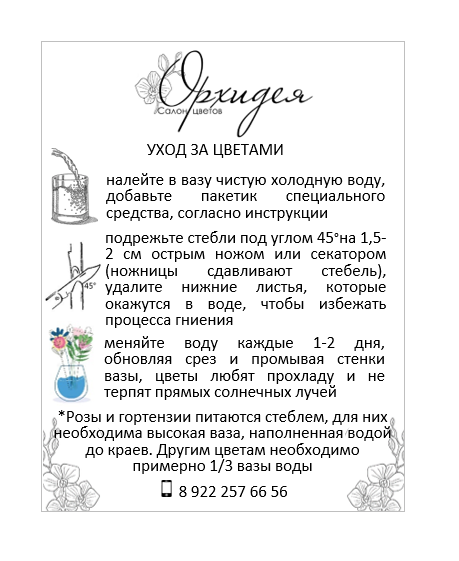 Орхидея
Салон цветов
УХОД ЗА ЦВЕТАМИ
налейте в вазу чистую холодную воду,
добавьте пакетик специального
средства, согласно инструкции
подрежьте стебли под углом 45°на 1,5-
2 см острым ножом или секатором
(ножницы сдавливают стебель),
удалите нижние листья, которые
окажутся в воде, чтобы избежать
процесса гниения
45°
меняйте воду каждые 1-2 дня,
обновляя срез и промывая стенки
вазы, цветы любят прохладу и не
терпят прямых солнечных лучей
*Розы и гортензии питаются стеблем, для них
необходима высокая ваза, наполненная водой
до краев. Другим цветам необходимо
примерно 1/3 вазы воды
8 922 257 66 56